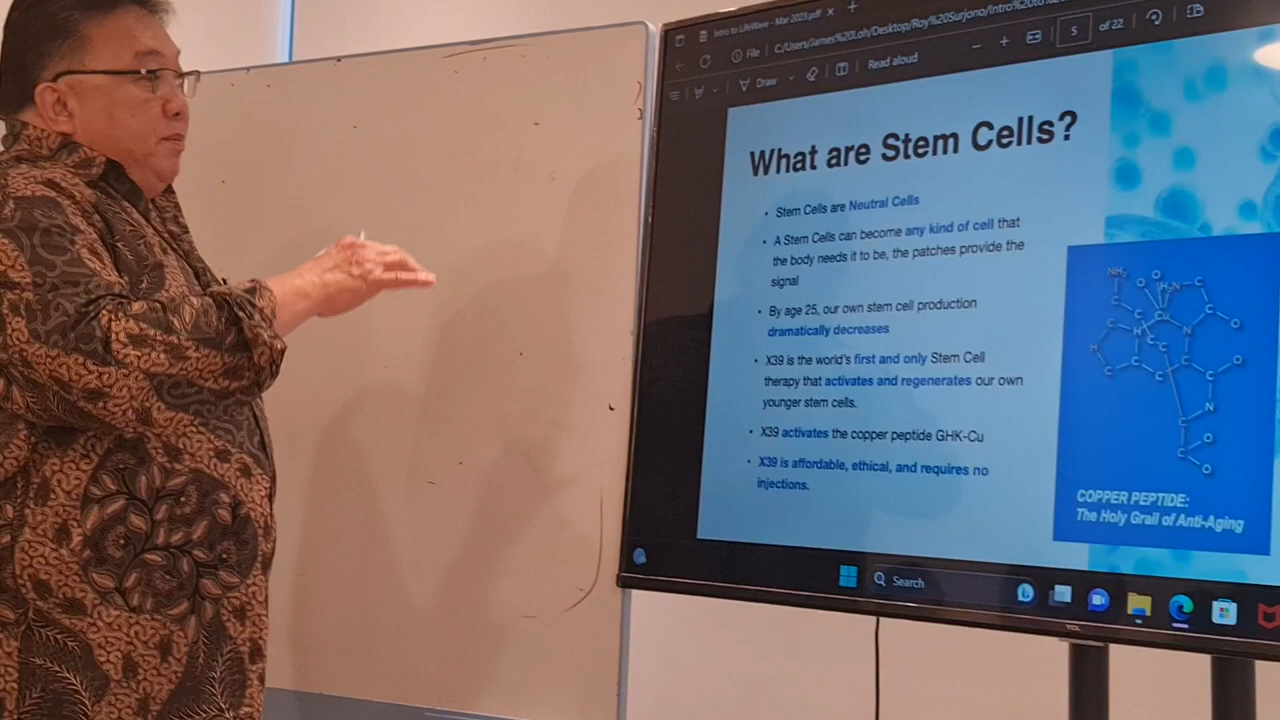 Intro to LifeWave - Mar 2023.pdf
File C:/Users/James%20Loh/Desktop/Roy%20Surjono/Intro%20to%20
5 of 22
Draw Read aloud
What are Stem Cells?
• Stem Cells are Neutral Cells
• A Stem Cells can become any kind of cell that
the body needs it to be, the patches provide the
signal
• By age 25, our own stem cell production
dramatically decreases
• X39 is the world's first and only Stem Cell
therapy that activates and regenerates our own
younger stem cells.
• X39 activates the copper peptide GHK-Cu
• X39 is affordable, ethical, and requires no
injections.
COPPER PEPTIDE:
The Holy Grail of Anti-Aging
Search
TCL